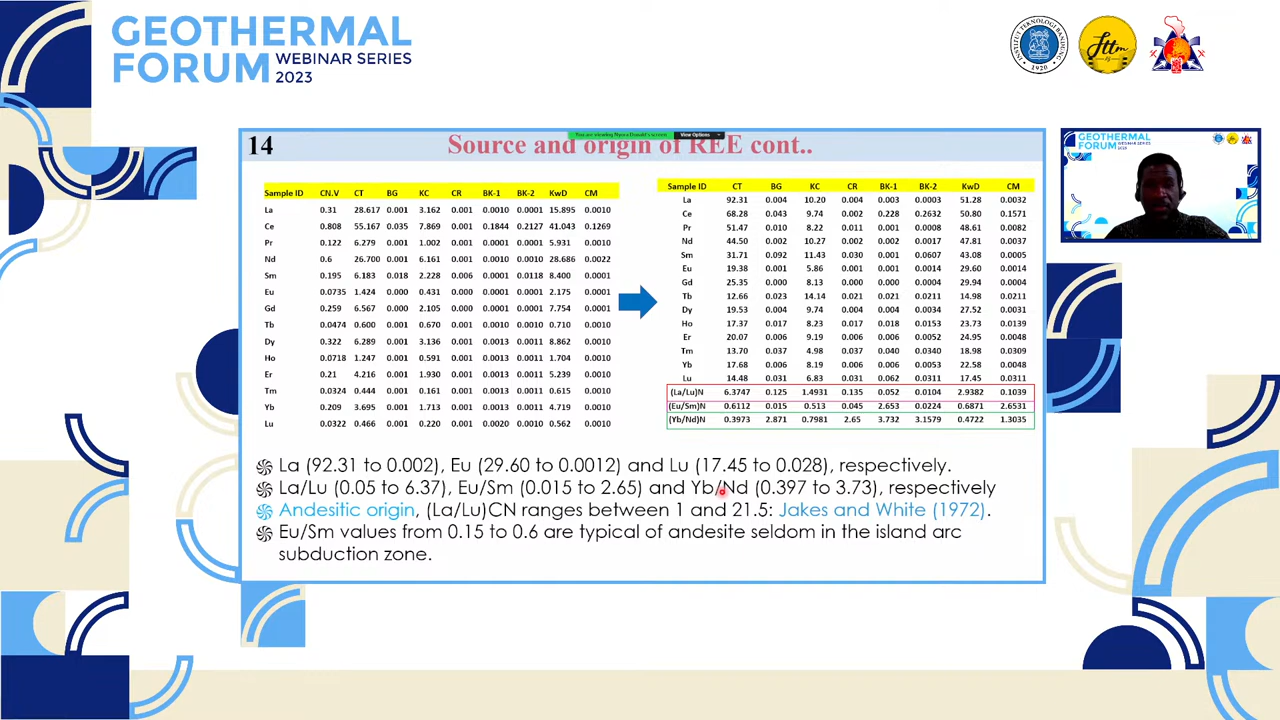 GEOTHERMAL
FORUM WEBINAR SERIES
2023
INSTITUT TEKNOLOGI BANDUNG
1920
fttm
14
You are viewing Nyora Donald's screen View Options
Source and origin of REE cont..
Sample ID CN.V CT BG KC CR BK-1 BK-2 KwD CM
La 0.31 28.617 0.001 3.162 0.001 0.0010 0.0001 15.895 0.0010
Ce 0.808 55.167 0.035 7.869 0.001 0.1844 0.2127 41.043 0.1269
Pr 0.122 6.279 0.001 1.002 0.001 0.0010 0.0001 5.931 0.0010
Nd 0.6 26.700 0.001 6.161 0.001 0.0010 0.0010 28.686 0.0022
Sm 0.195 6.183 0.018 2.228 0.006 0.0001 0.0118 8.400 0.0001
Eu 0.0735 1.424 0.000 0.431 0.000 0.0001 0.0001 2.175 0.0001
Gd 0.259 6.567 0.000 2.105 0.000 0.0001 0.0001 7.754 0.0001
Tb 0.0474 0.600 0.001 0.670 0.001 0.0010 0.0010 0.710 0.0010
Dy 0.322 6.289 0.001 3.136 0.001 0.0013 0.0011 8.862 0.0010
Ho 0.0718 1.247 0.001 0.591 0.001 0.0013 0.0011 1.704 0.0010
Er 0.21 4.216 0.001 1.930 0.001 0.0013 0.0011 5.239 0.0010
Tm 0.0324 0.444 0.001 0.161 0.001 0.0013 0.0011 0.615 0.0010
Yb 0.209 3.695 0.001 1.713 0.001 0.0013 0.0011 4.719 0.0010
Lu 0.0322 0.466 0.001 0.220 0.001 0.0020 0.0010 0.562 0.0010
Sample ID CT BG KC CR BK-1 BK-2 KwD CM
La 92.31 0.004 10.20 0.004 0.003 0.0003 51.28 0.0032
Ce 68.28 0.043 9.74 0.002 0.228 0.2632 50.80 0.1571
Pr 51.47 0.010 8.22 0.011 0.001 0.0008 48.61 0.0082
Nd 44.50 0.002 10.27 0.002 0.002 0.0017 47.81 0.0037
Sm 31.71 0.092 11.43 0.030 0.001 0.0607 43.08 0.0005
Eu 19.38 0.001 5.86 0.001 0.001 0.0014 29.60 0.0014
Gd 25.35 0.000 8.13 0.000 0.000 0.0004 29.94 0.0004
Tb 12.66 0.023 14.14 0.021 0.021 0.0211 14.98 0.0211
Dy 19.53 0.004 9.74 0.004 0.004 0.0034 27.52 0.0031
Ho 17.37 0.017 8.23 0.017 0.018 0.0153 23.73 0.0139
Er 20.07 0.006 9.19 0.006 0.006 0.0052 24.95 0.0048
Tm 13.70 0.037 4.98 0.037 0.040 0.0340 18.98 0.0309
Yb 17.68 0.006 8.19 0.006 0.006 0.0052 22.58 0.0048
Lu 14.48 0.031 6.83 0.031 0.062 0.0311 17.45 0.0311
(La/Lu)N 6.3747 0.125 1.4931 0.135 0.052 0.0104 2.9382 0.1039
(Eu/Sm)N 0.6112 0.015 0.513 0.045 2.653 0.0224 0.6871 2.6531
(Yb/Nd)N 0.3973 2.871 0.7981 2.65 3.732 3.1579 0.4722 1.3035
La (92.31 to 0.002), Eu (29.60 to 0.0012) and Lu (17.45 to 0.028), respectively.
La/Lu (0.05 to 6.37), Eu/Sm (0.015 to 2.65) and Yb/Nd (0.397 to 3.73), respectively
Andesitic origin, (La/Lu)CN ranges between 1 and 21.5: Jakes and White (1972).
Eu/Sm values from 0.15 to 0.6 are typical of andesite seldom in the island arc
subduction zone.
GEOTHERMAL
FORUM WEBINAR SERIES
2023